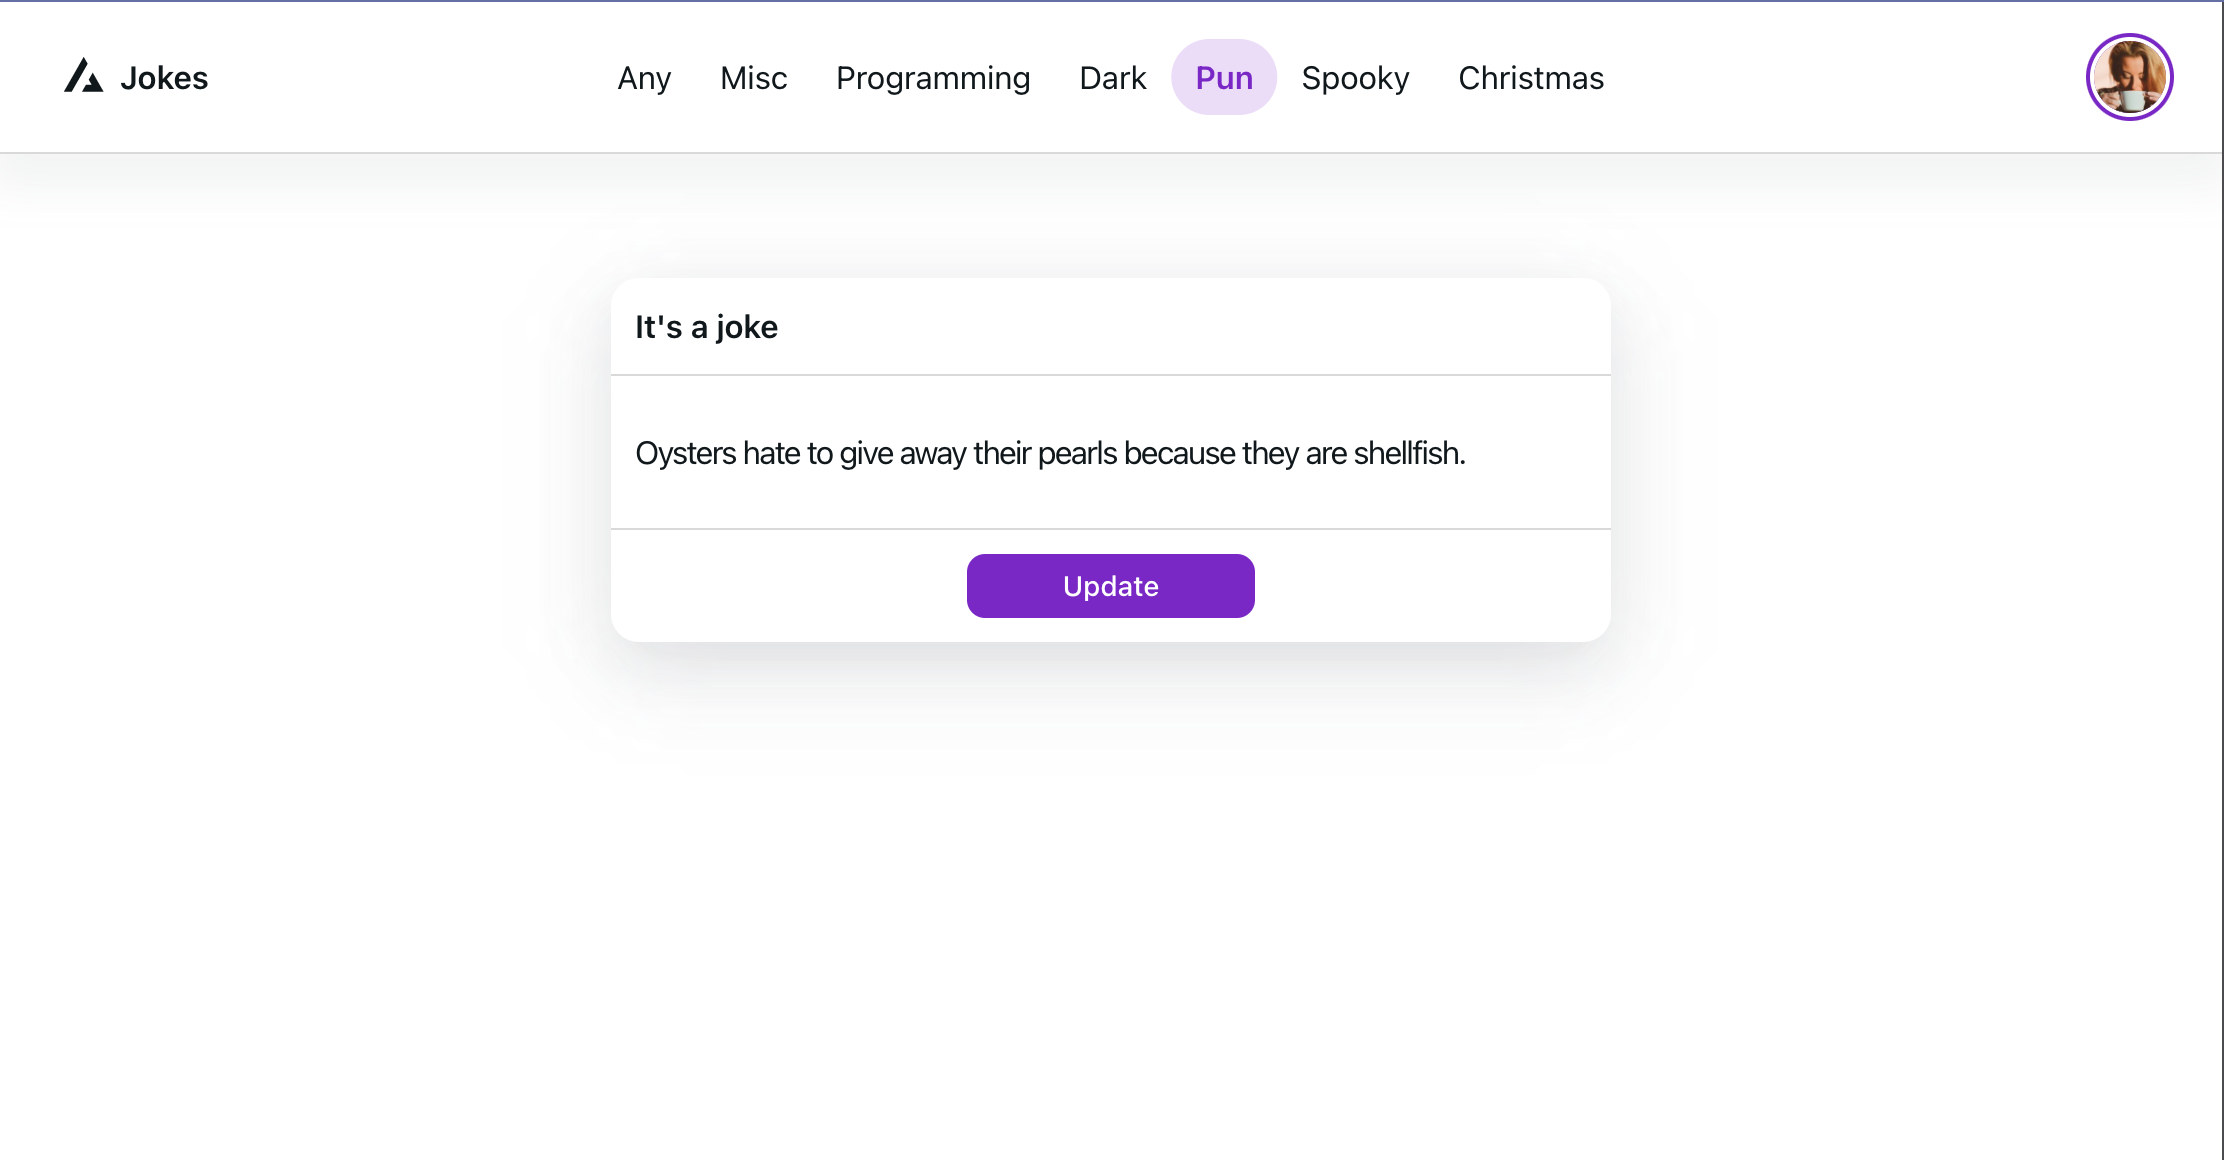 Jokes
Any Misc Programming Dark Pun Spooky Christmas
It's a joke
Oysters hate to give away their pearls because they are shellfish.
Update